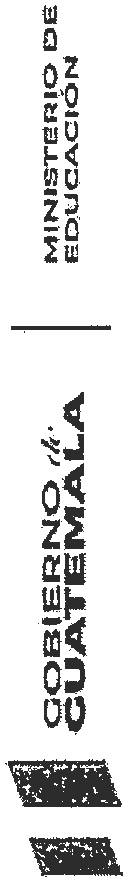 GOBIERNO de
GUATEMALA
MINISTERIO DE
EDUCACIÓN